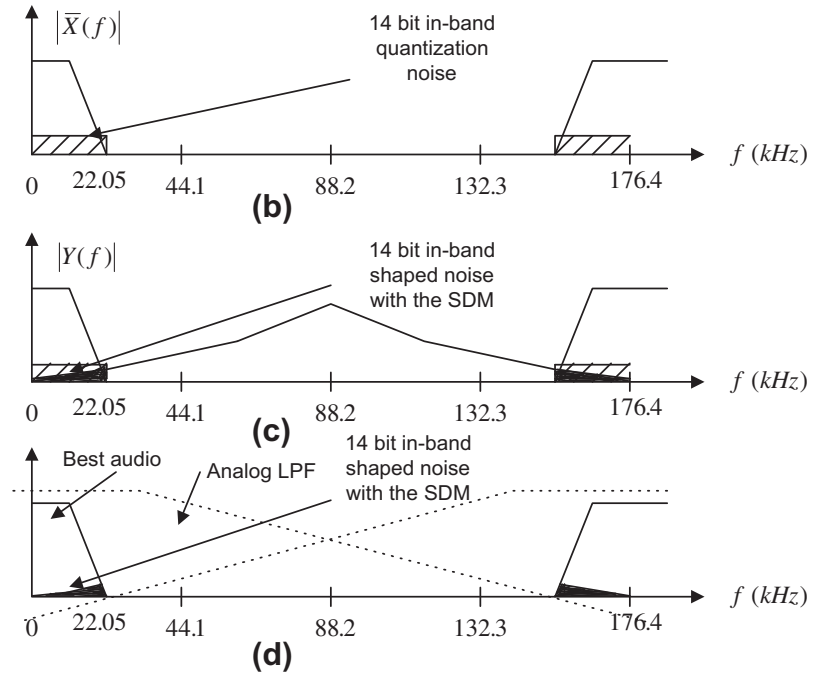 |X̅(f)|
14 bit in-band
quantization
noise
f (kHz)
0 22.05 44.1 88.2 132.3 176.4
(b)
|Y(f)|
14 bit in-band
shaped noise
with the SDM
f (kHz)
0 22.05 44.1 88.2 132.3 176.4
(c)
Best audio
Analog LPF
14 bit in-band
shaped noise
with the SDM
f (kHz)
0 22.05 44.1 88.2 132.3 176.4
(d)